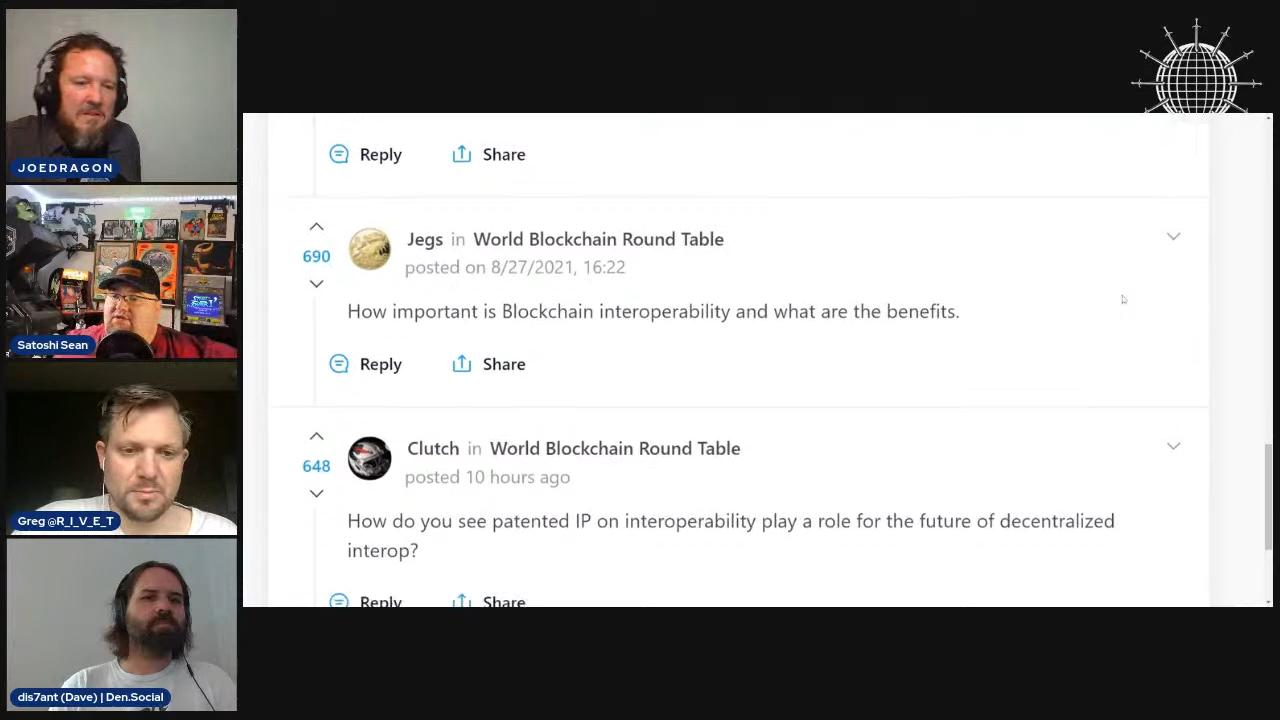 JOEDRAGON
Satoshi Sean
Greg @R_I_V_E_T
dis7ant (Dave) | Den.Social
Reply Share
690
Jegs in World Blockchain Round Table
posted on 8/27/2021, 16:22
How important is Blockchain interoperability and what are the benefits.
Reply Share
648
Clutch in World Blockchain Round Table
posted 10 hours ago
How do you see patented IP on interoperability play a role for the future of decentralized
interop?
Reply Share